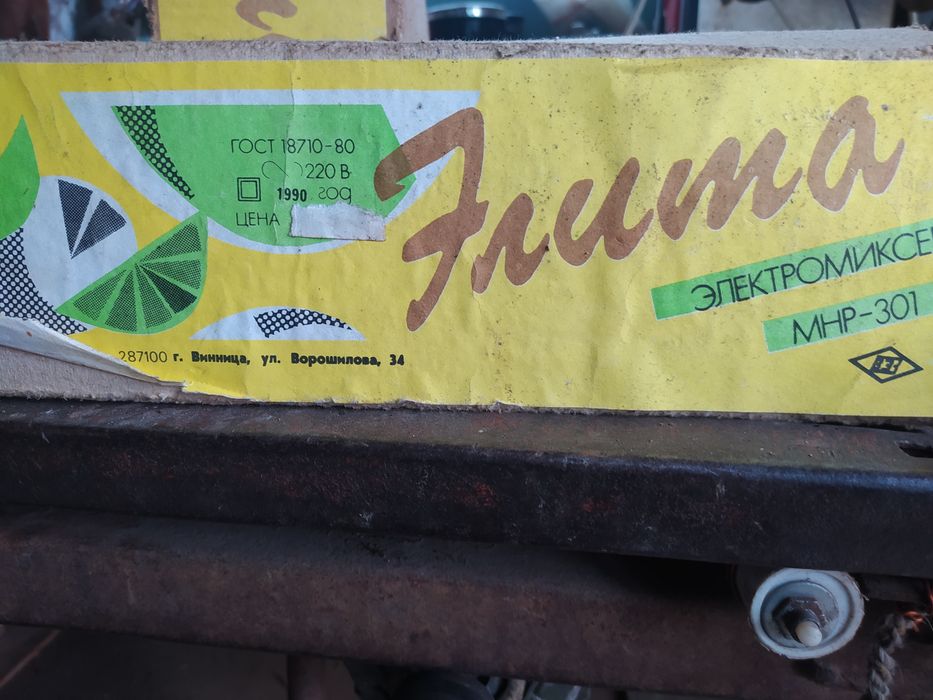 ГОСТ 18710-80
220 В
1990 год
ЦЕНА
Элита
ЭЛЕКТРОМИКСЕР
МНР-301
287100 г. Винница, ул. Ворошилова, 34